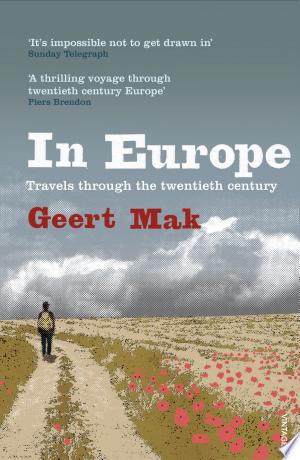 ‘It’s impossible not to get drawn in’
Sunday Telegraph
‘A thrilling voyage through
twentieth century Europe’
Piers Brendon
In Europe
Travels through the twentieth century
Geert Mak
VINTAGE